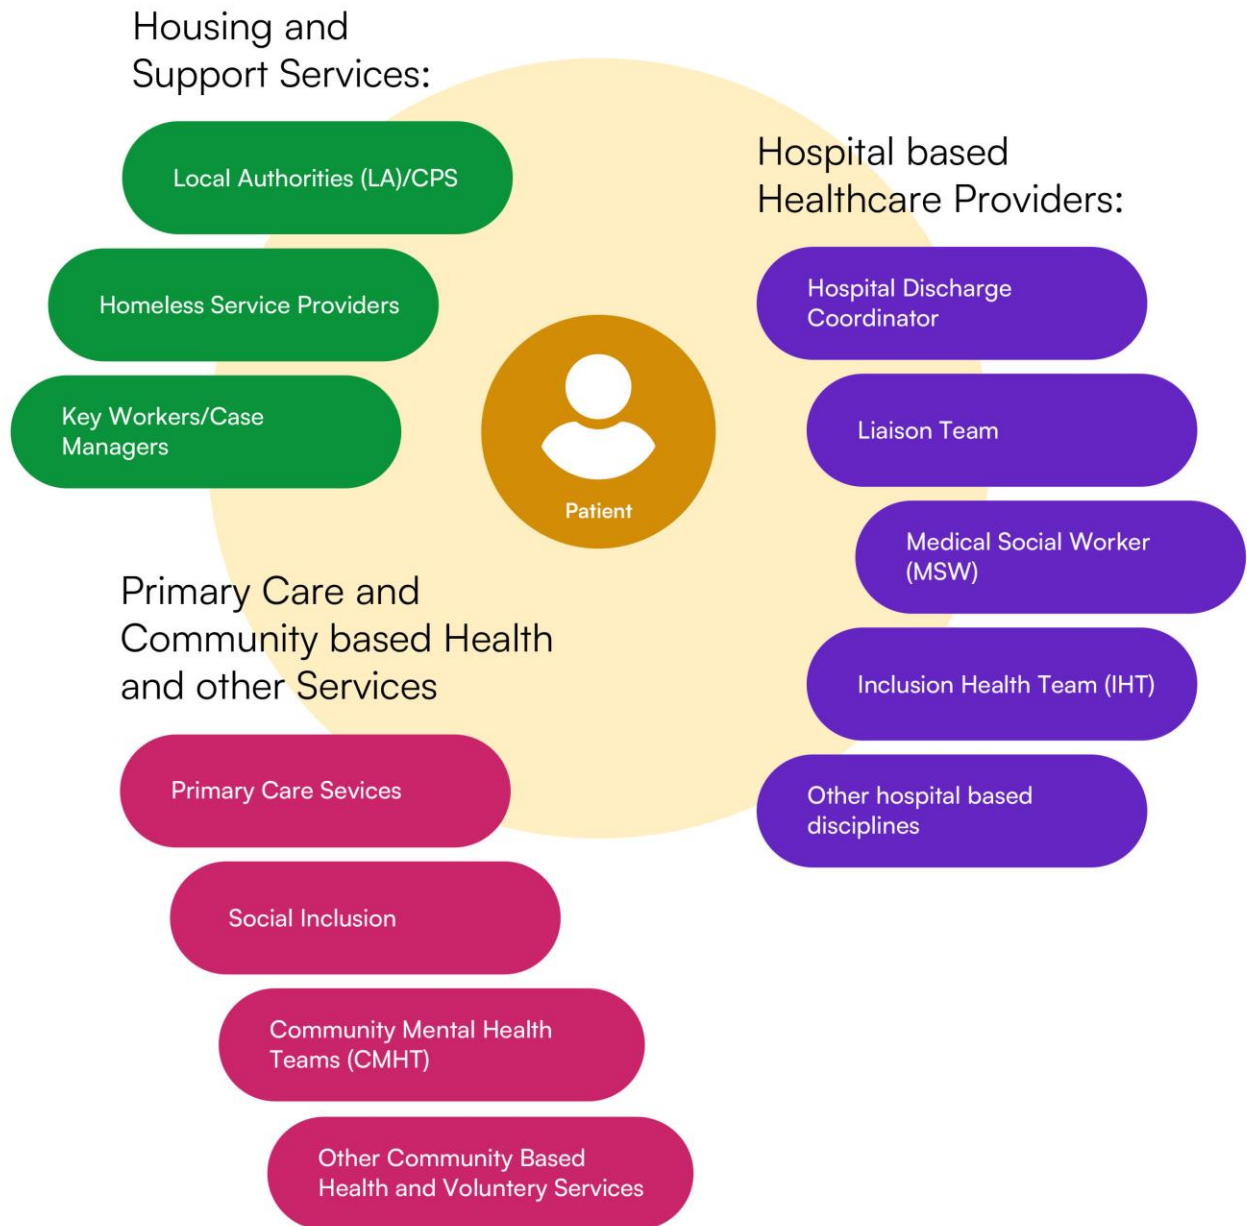 Housing and
Support Services:
Local Authorities (LA)/CPS
Homeless Service Providers
Key Workers/Case
Managers
Hospital based
Healthcare Providers:
Hospital Discharge
Coordinator
Liaison Team
Medical Social Worker
(MSW)
Inclusion Health Team (IHT)
Other hospital based
disciplines
Patient
Primary Care and
Community based Health
and other Services
Primary Care Sevices
Social Inclusion
Community Mental Health
Teams (CMHT)
Other Community Based
Health and Voluntery Services